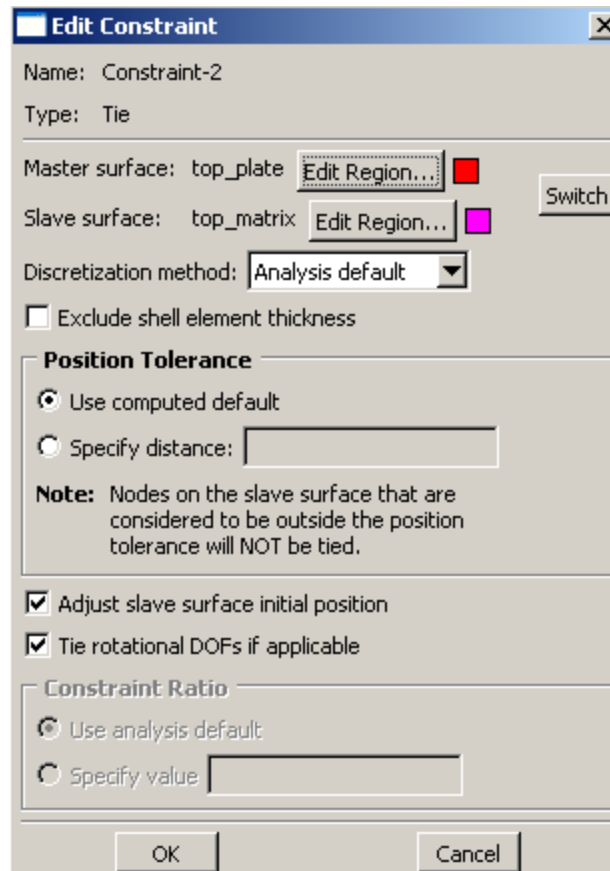 Edit Constraint
Name: Constraint-2
Type: Tie
Master surface: top_plate Edit Region...
Switch
Slave surface: top_matrix Edit Region...
Discretization method: Analysis default
Exclude shell element thickness
Position Tolerance
Use computed default
Specify distance:
Note: Nodes on the slave surface that are
considered to be outside the position
tolerance will NOT be tied.
Adjust slave surface initial position
Tie rotational DOFs if applicable
Constraint Ratio
Use analysis default
Specify value
OK Cancel